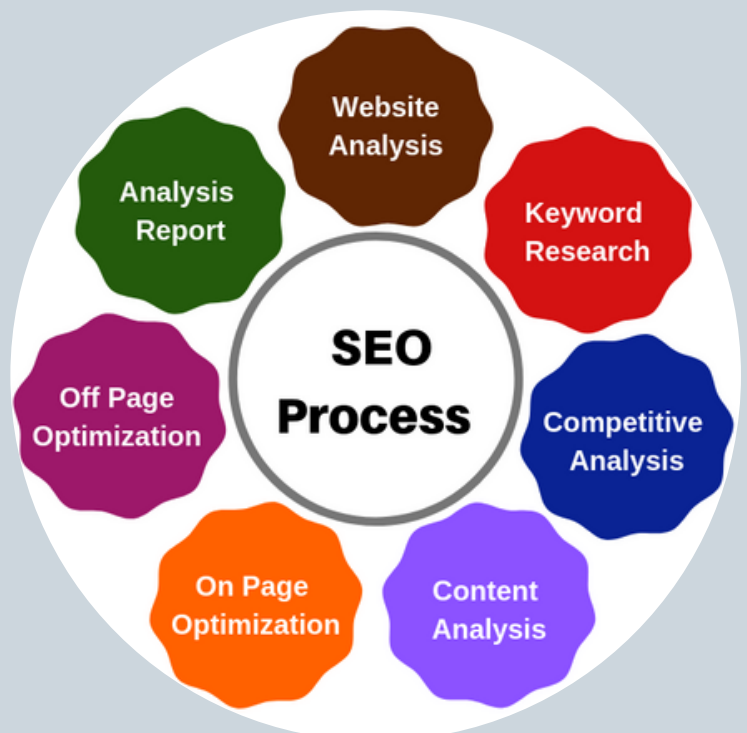 Website
Analysis
Keyword
Research
Competitive
Analysis
Content
Analysis
On Page
Optimization
Off Page
Optimization
Analysis
Report
SEO
Process